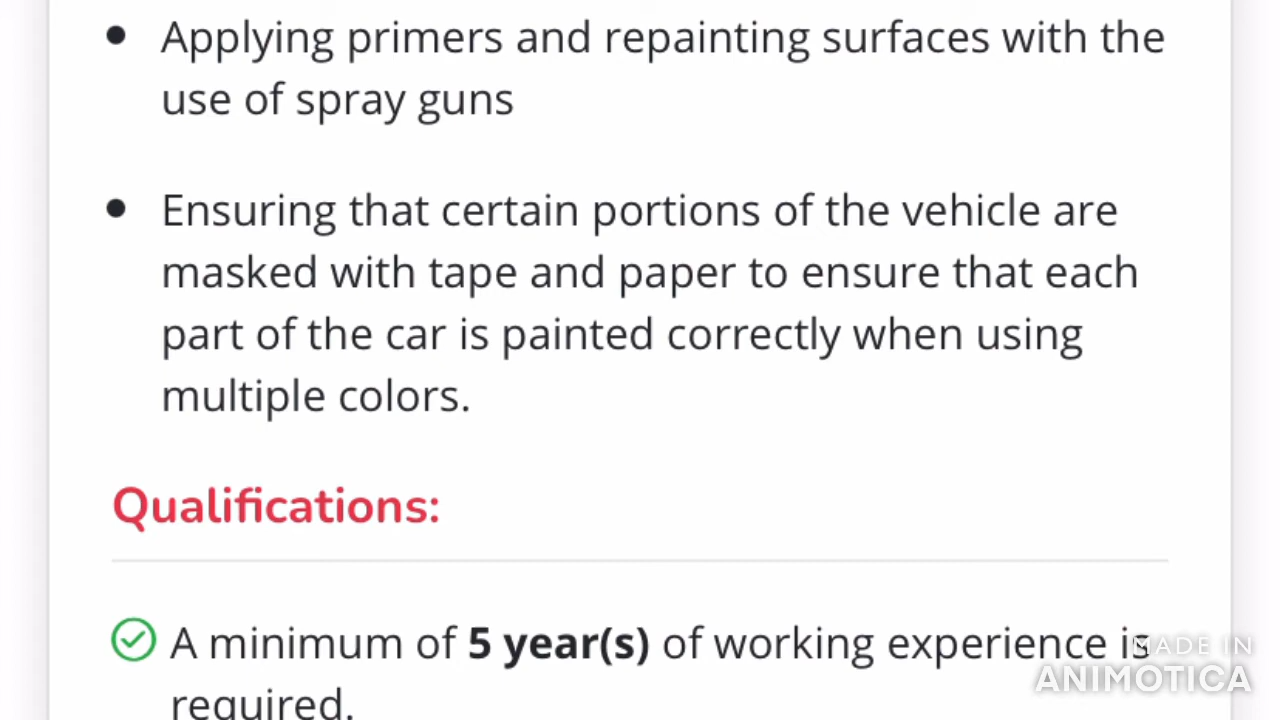 Applying primers and repainting surfaces with the
use of spray guns
Ensuring that certain portions of the vehicle are
masked with tape and paper to ensure that each
part of the car is painted correctly when using
multiple colors.
Qualifications:
A minimum of 5 year(s) of working experience is
required.
MADE IN
ANIMOTICA